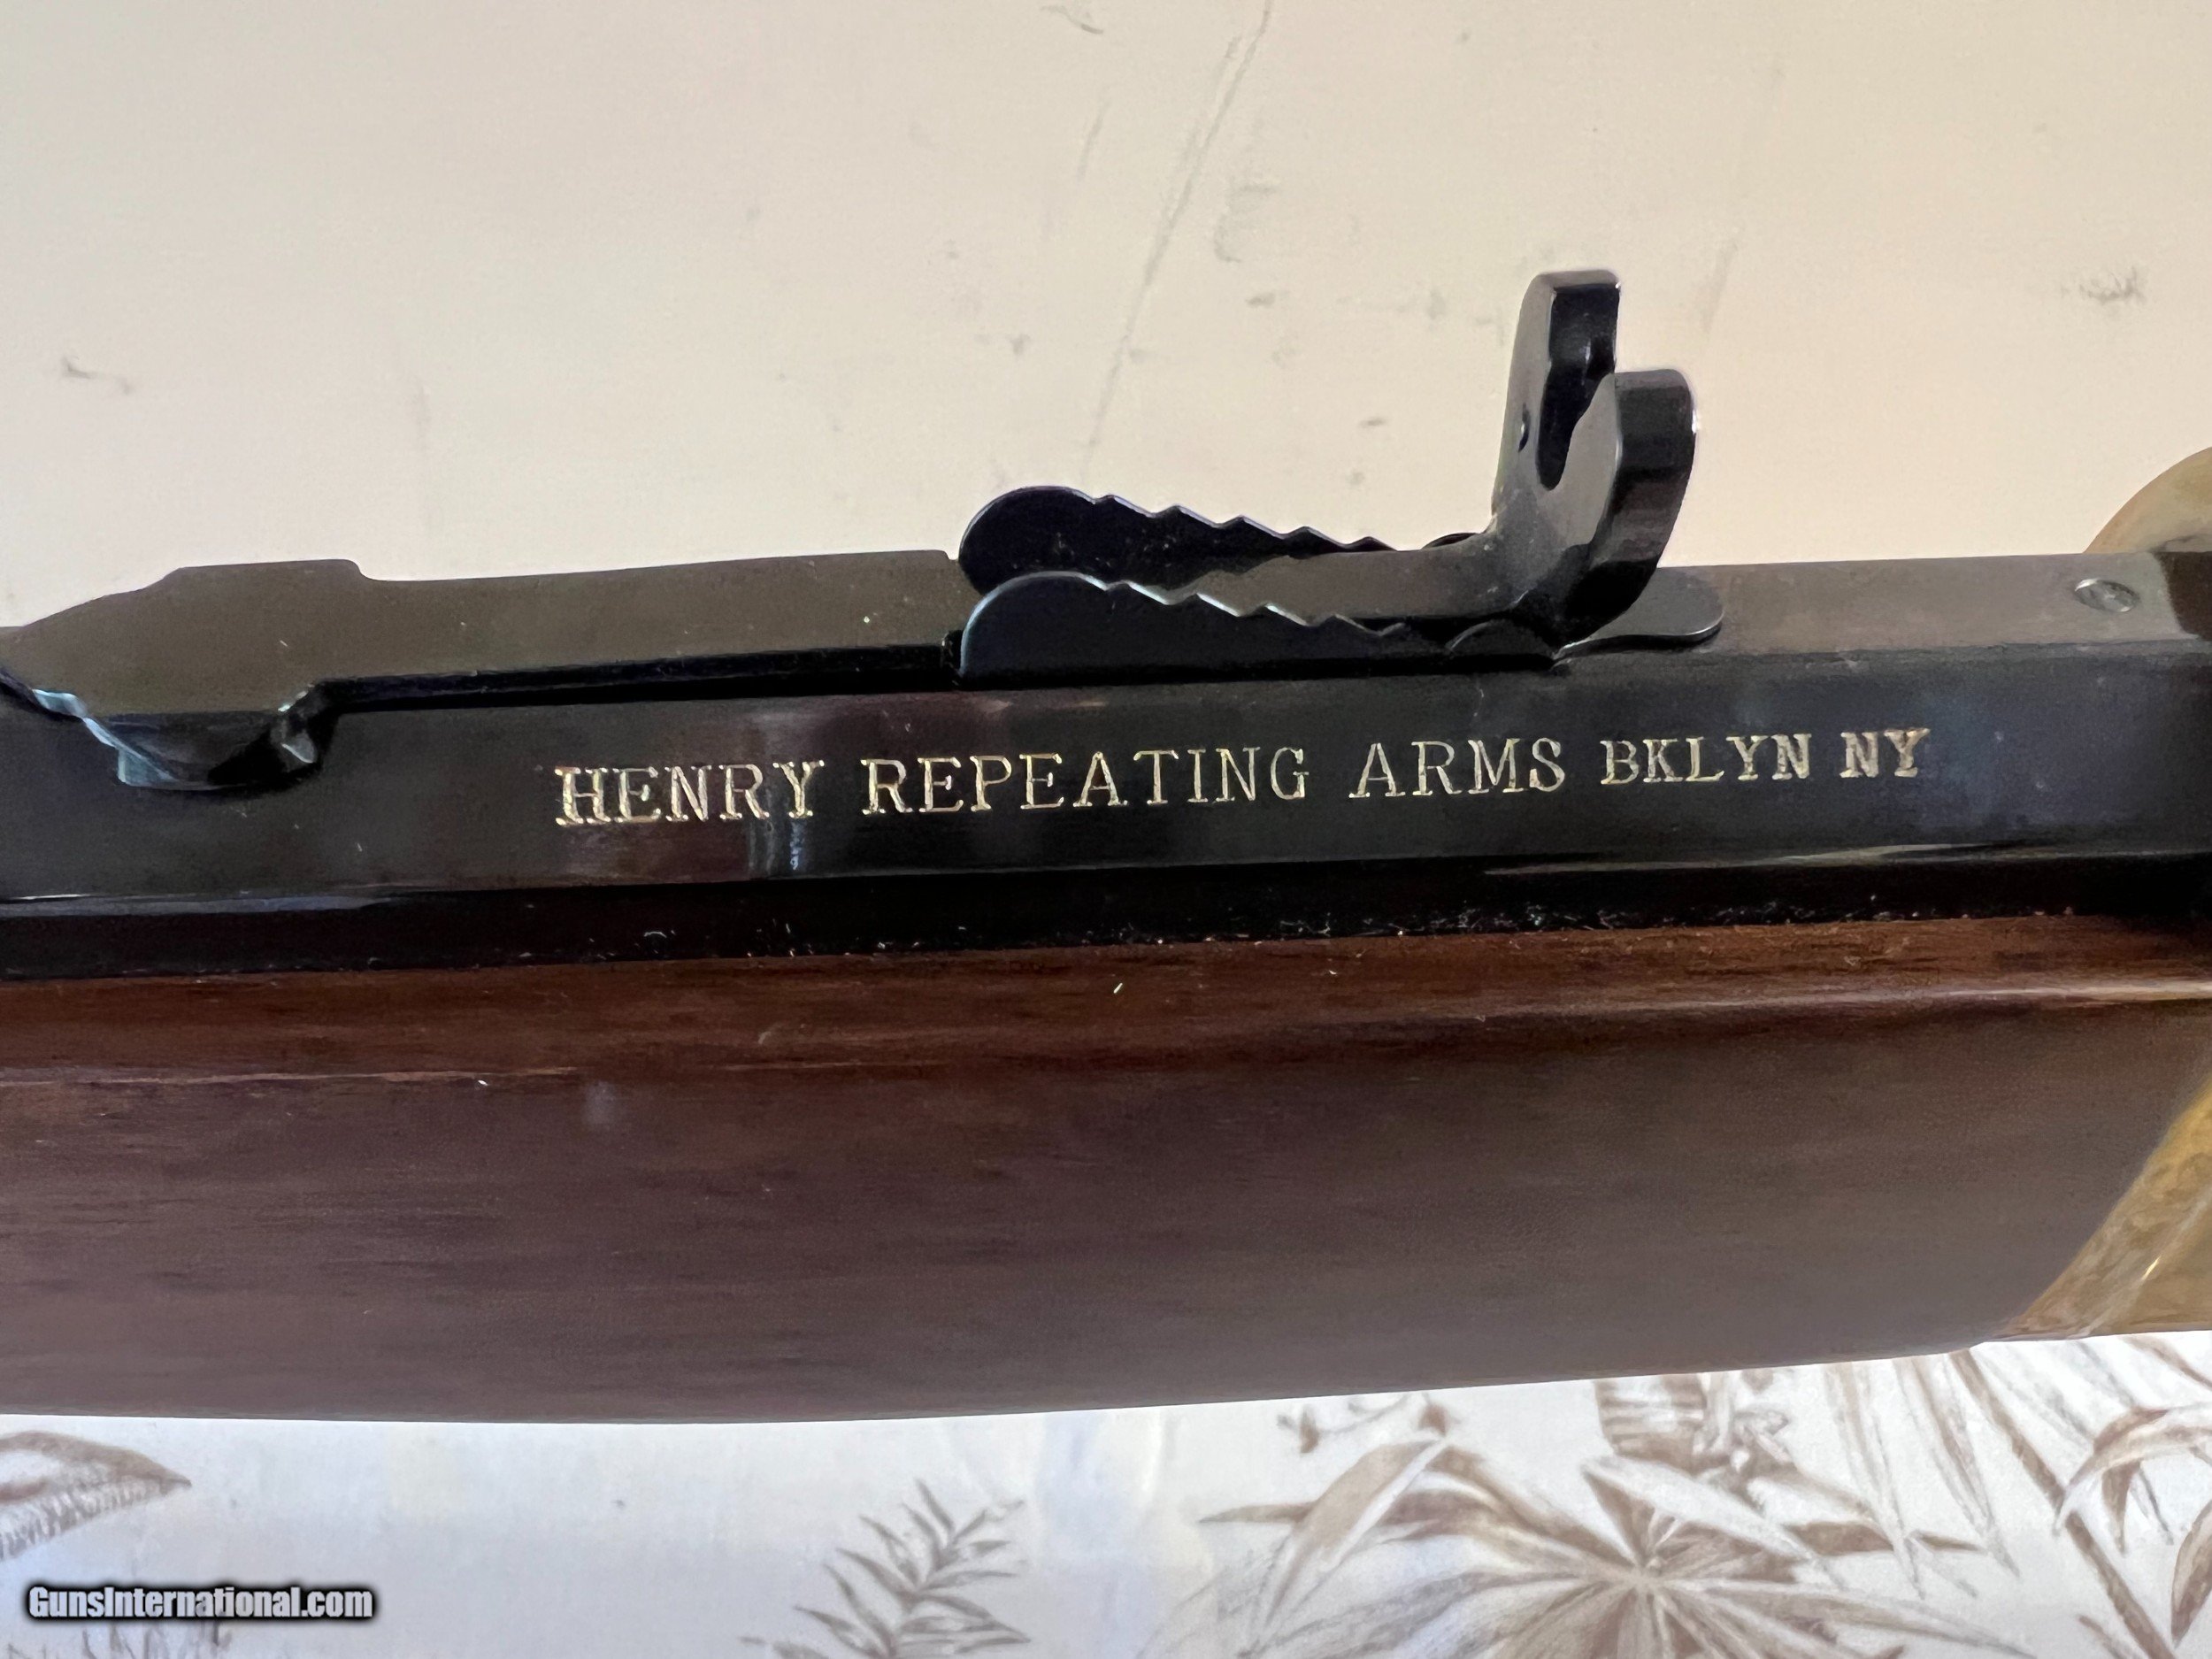 HENRY REPEATING ARMS BKLYN NY
GunsInternational.com